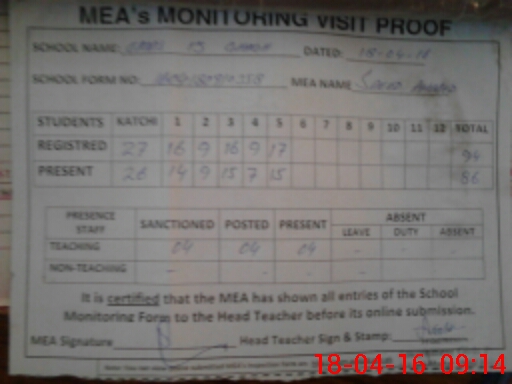 MEA's MONITORING VISIT PROOF
SCHOOL NAME: DATED: 18-04-16
SCHOOL FORM NO: MEA NAME
STUDENTS KATCHI 1 2 3 4 5 6 7 8 9 10 11 12 TOTAL
REGISTRED 27 16 9 16 9 17 94
PRESENT 26 14 9 15 7 15 86
PRESENCE STAFF SANCTIONED POSTED PRESENT ABSENT
LEAVE DUTY ABSENT
TEACHING 04 04 04 - - -
NON-TEACHING - - - - -
It is certified that the MEA has shown all entries of the School
Monitoring Form to the Head Teacher before its online submission.
MEA Signature Head Teacher Sign & Stamp:
18-04-16 09:14